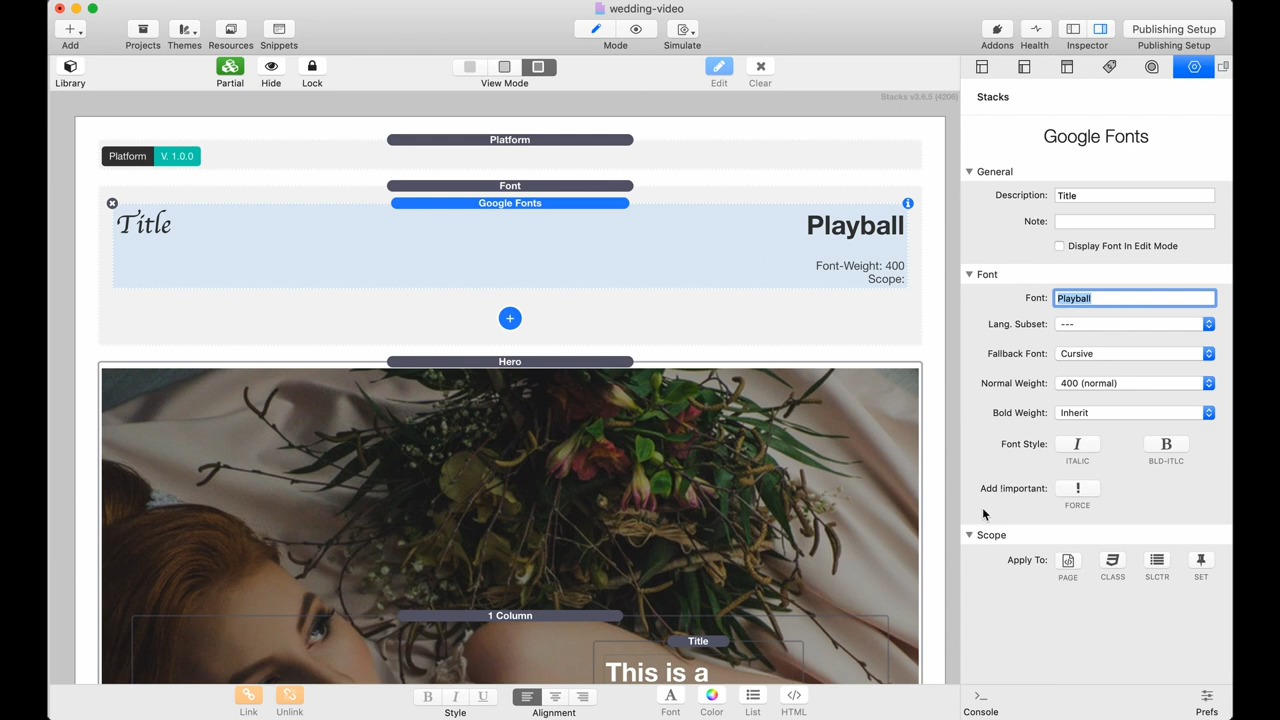 wedding-video
Add
Projects
Themes
Resources
Snippets
Mode
Simulate
Addons
Health
Inspector
Publishing Setup
Publishing Setup
Library
Partial
Hide
Lock
View Mode
Edit
Clear
Stacks v3.6.5 (4206)
Platform
Platform V. 1.0.0
Font
Google Fonts
Title
Playball
Font-Weight: 400
Scope:
Hero
1 Column
Title
This is a
Stacks
Google Fonts
General
Description: Title
Note:
Display Font In Edit Mode
Font
Font: Playball
Lang. Subset: ---
Fallback Font: Cursive
Normal Weight: 400 (normal)
Bold Weight: Inherit
Font Style: I B
ITALIC BLD-ITLC
Add !important: !
FORCE
Scope
Apply To:
PAGE CLASS SLCTR SET
Link
Unlink
B I U
Style
Alignment
A
Font
Color
List
HTML
Console
Prefs